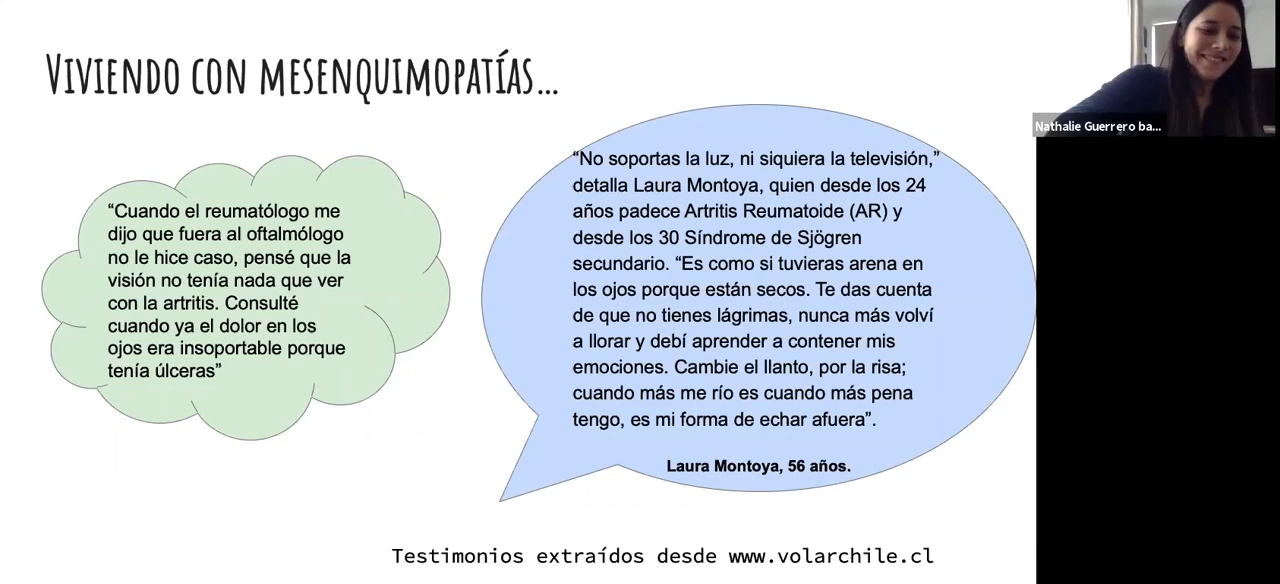 Viviendo con mesenquimopatías...
“Cuando el reumatólogo me
dijo que fuera al oftalmólogo
no le hice caso, pensé que la
visión no tenía nada que ver
con la artritis. Consulté
cuando ya el dolor en los
ojos era insoportable porque
tenía úlceras”
“No soportas la luz, ni siquiera la televisión,”
detalla Laura Montoya, quien desde los 24
años padece Artritis Reumatoide (AR) y
desde los 30 Síndrome de Sjögren
secundario. “Es como si tuvieras arena en
los ojos porque están secos. Te das cuenta
de que no tienes lágrimas, nunca más volví
a llorar y debí aprender a contener mis
emociones. Cambie el llanto, por la risa;
cuando más me río es cuando más pena
tengo, es mi forma de echar afuera”.
Laura Montoya, 56 años.
Testimonios extraídos desde www.volarchile.cl
Nathalie Guerrero ba...